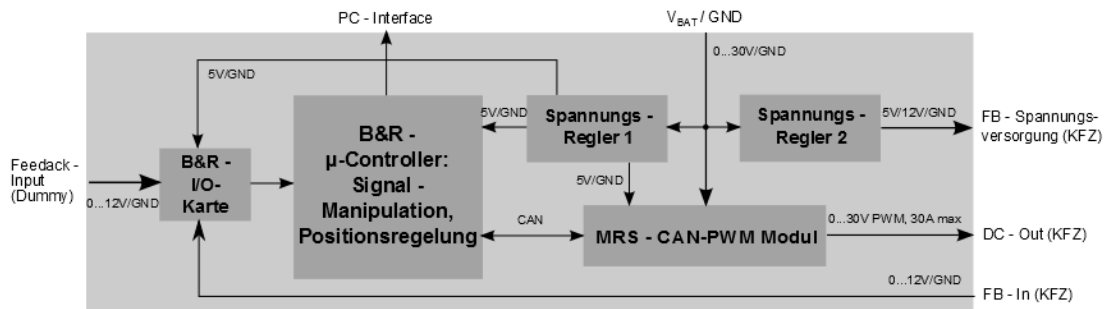 PC - Interface
V_BAT / GND
0...30V/GND
5V/GND
B&R -
µ-Controller:
Signal -
Manipulation,
Positionsregelung
5V/GND
Spannungs -
Regler 1
Spannungs -
Regler 2
5V/12V/GND
FB - Spannungs-
versorgung (KFZ)
Feedack -
Input
(Dummy)
0...12V/GND
B&R -
I/O-
Karte
5V/GND
CAN
MRS - CAN-PWM Modul
0...30V PWM, 30A max
DC - Out (KFZ)
0...12V/GND
FB - In (KFZ)